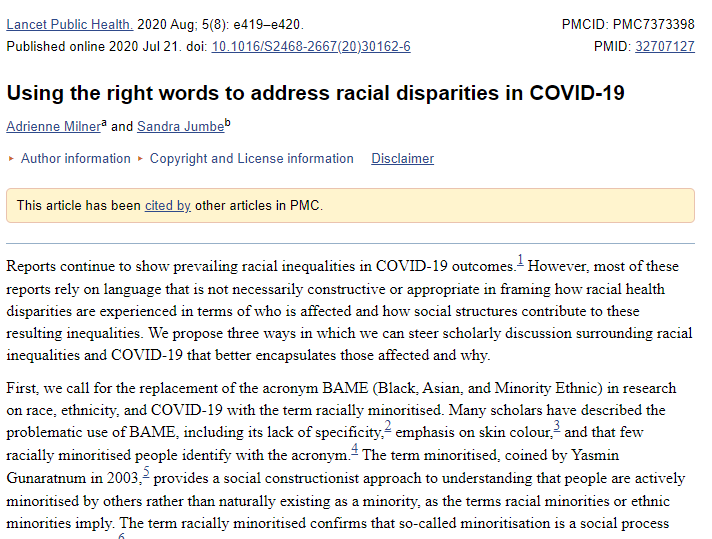 Lancet Public Health. 2020 Aug; 5(8): e419–e420. PMCID: PMC7373398
Published online 2020 Jul 21. doi: 10.1016/S2468-2667(20)30162-6 PMID: 32707127
Using the right words to address racial disparities in COVID-19
Adrienne Milner a and Sandra Jumbe b
▸ Author information ▸ Copyright and License information Disclaimer
This article has been cited by other articles in PMC.
Reports continue to show prevailing racial inequalities in COVID-19 outcomes.1 However, most of these
reports rely on language that is not necessarily constructive or appropriate in framing how racial health
disparities are experienced in terms of who is affected and how social structures contribute to these
resulting inequalities. We propose three ways in which we can steer scholarly discussion surrounding racial
inequalities and COVID-19 that better encapsulates those affected and why.
First, we call for the replacement of the acronym BAME (Black, Asian, and Minority Ethnic) in research
on race, ethnicity, and COVID-19 with the term racially minoritised. Many scholars have described the
problematic use of BAME, including its lack of specificity,2 emphasis on skin colour,3 and that few
racially minoritised people identify with the acronym.4 The term minoritised, coined by Yasmin
Gunaratnum in 2003,5 provides a social constructionist approach to understanding that people are actively
minoritised by others rather than naturally existing as a minority, as the terms racial minorities or ethnic
minorities imply. The term racially minoritised confirms that so-called minoritisation is a social process
6